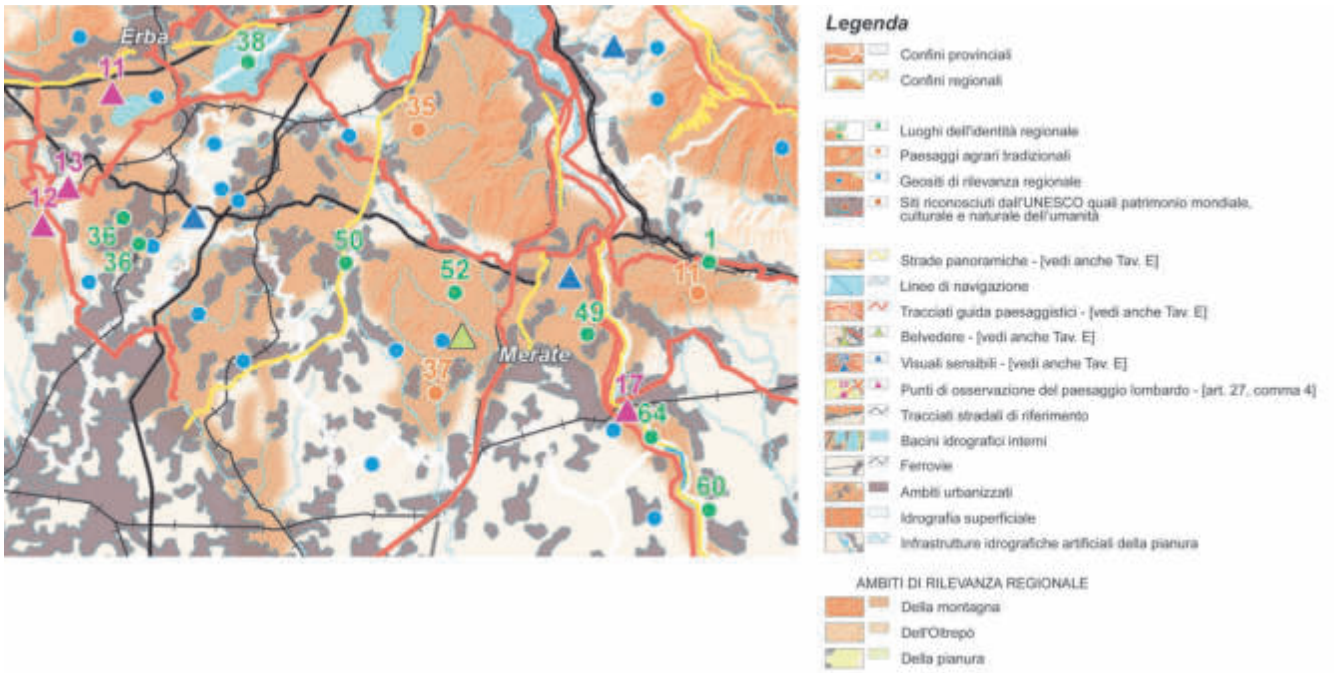 Erba
38
11
35
13
12
36
36
50
52
1
11
49
Merate
37
17
64
60
Legenda
Confini provinciali
Confini regionali
Luoghi dell'identità regionale
Paesaggi agrari tradizionali
Geositi di rilevanza regionale
Siti riconosciuti dall'UNESCO quali patrimonio mondiale,
culturale e naturale dell'umanità
Strade panoramiche - [vedi anche Tav. E]
Linee di navigazione
Tracciati guida paesaggistici - [vedi anche Tav. E]
Belvedere - [vedi anche Tav. E]
Visuali sensibili - [vedi anche Tav. E]
Punti di osservazione del paesaggio lombardo - [art. 27, comma 4]
Tracciati stradali di riferimento
Bacini idrografici interni
Ferrovie
Ambiti urbanizzati
Idrografia superficiale
Infrastrutture idrografiche artificiali della pianura
AMBITI DI RILEVANZA REGIONALE
Della montagna
Dell'Oltrepò
Della pianura